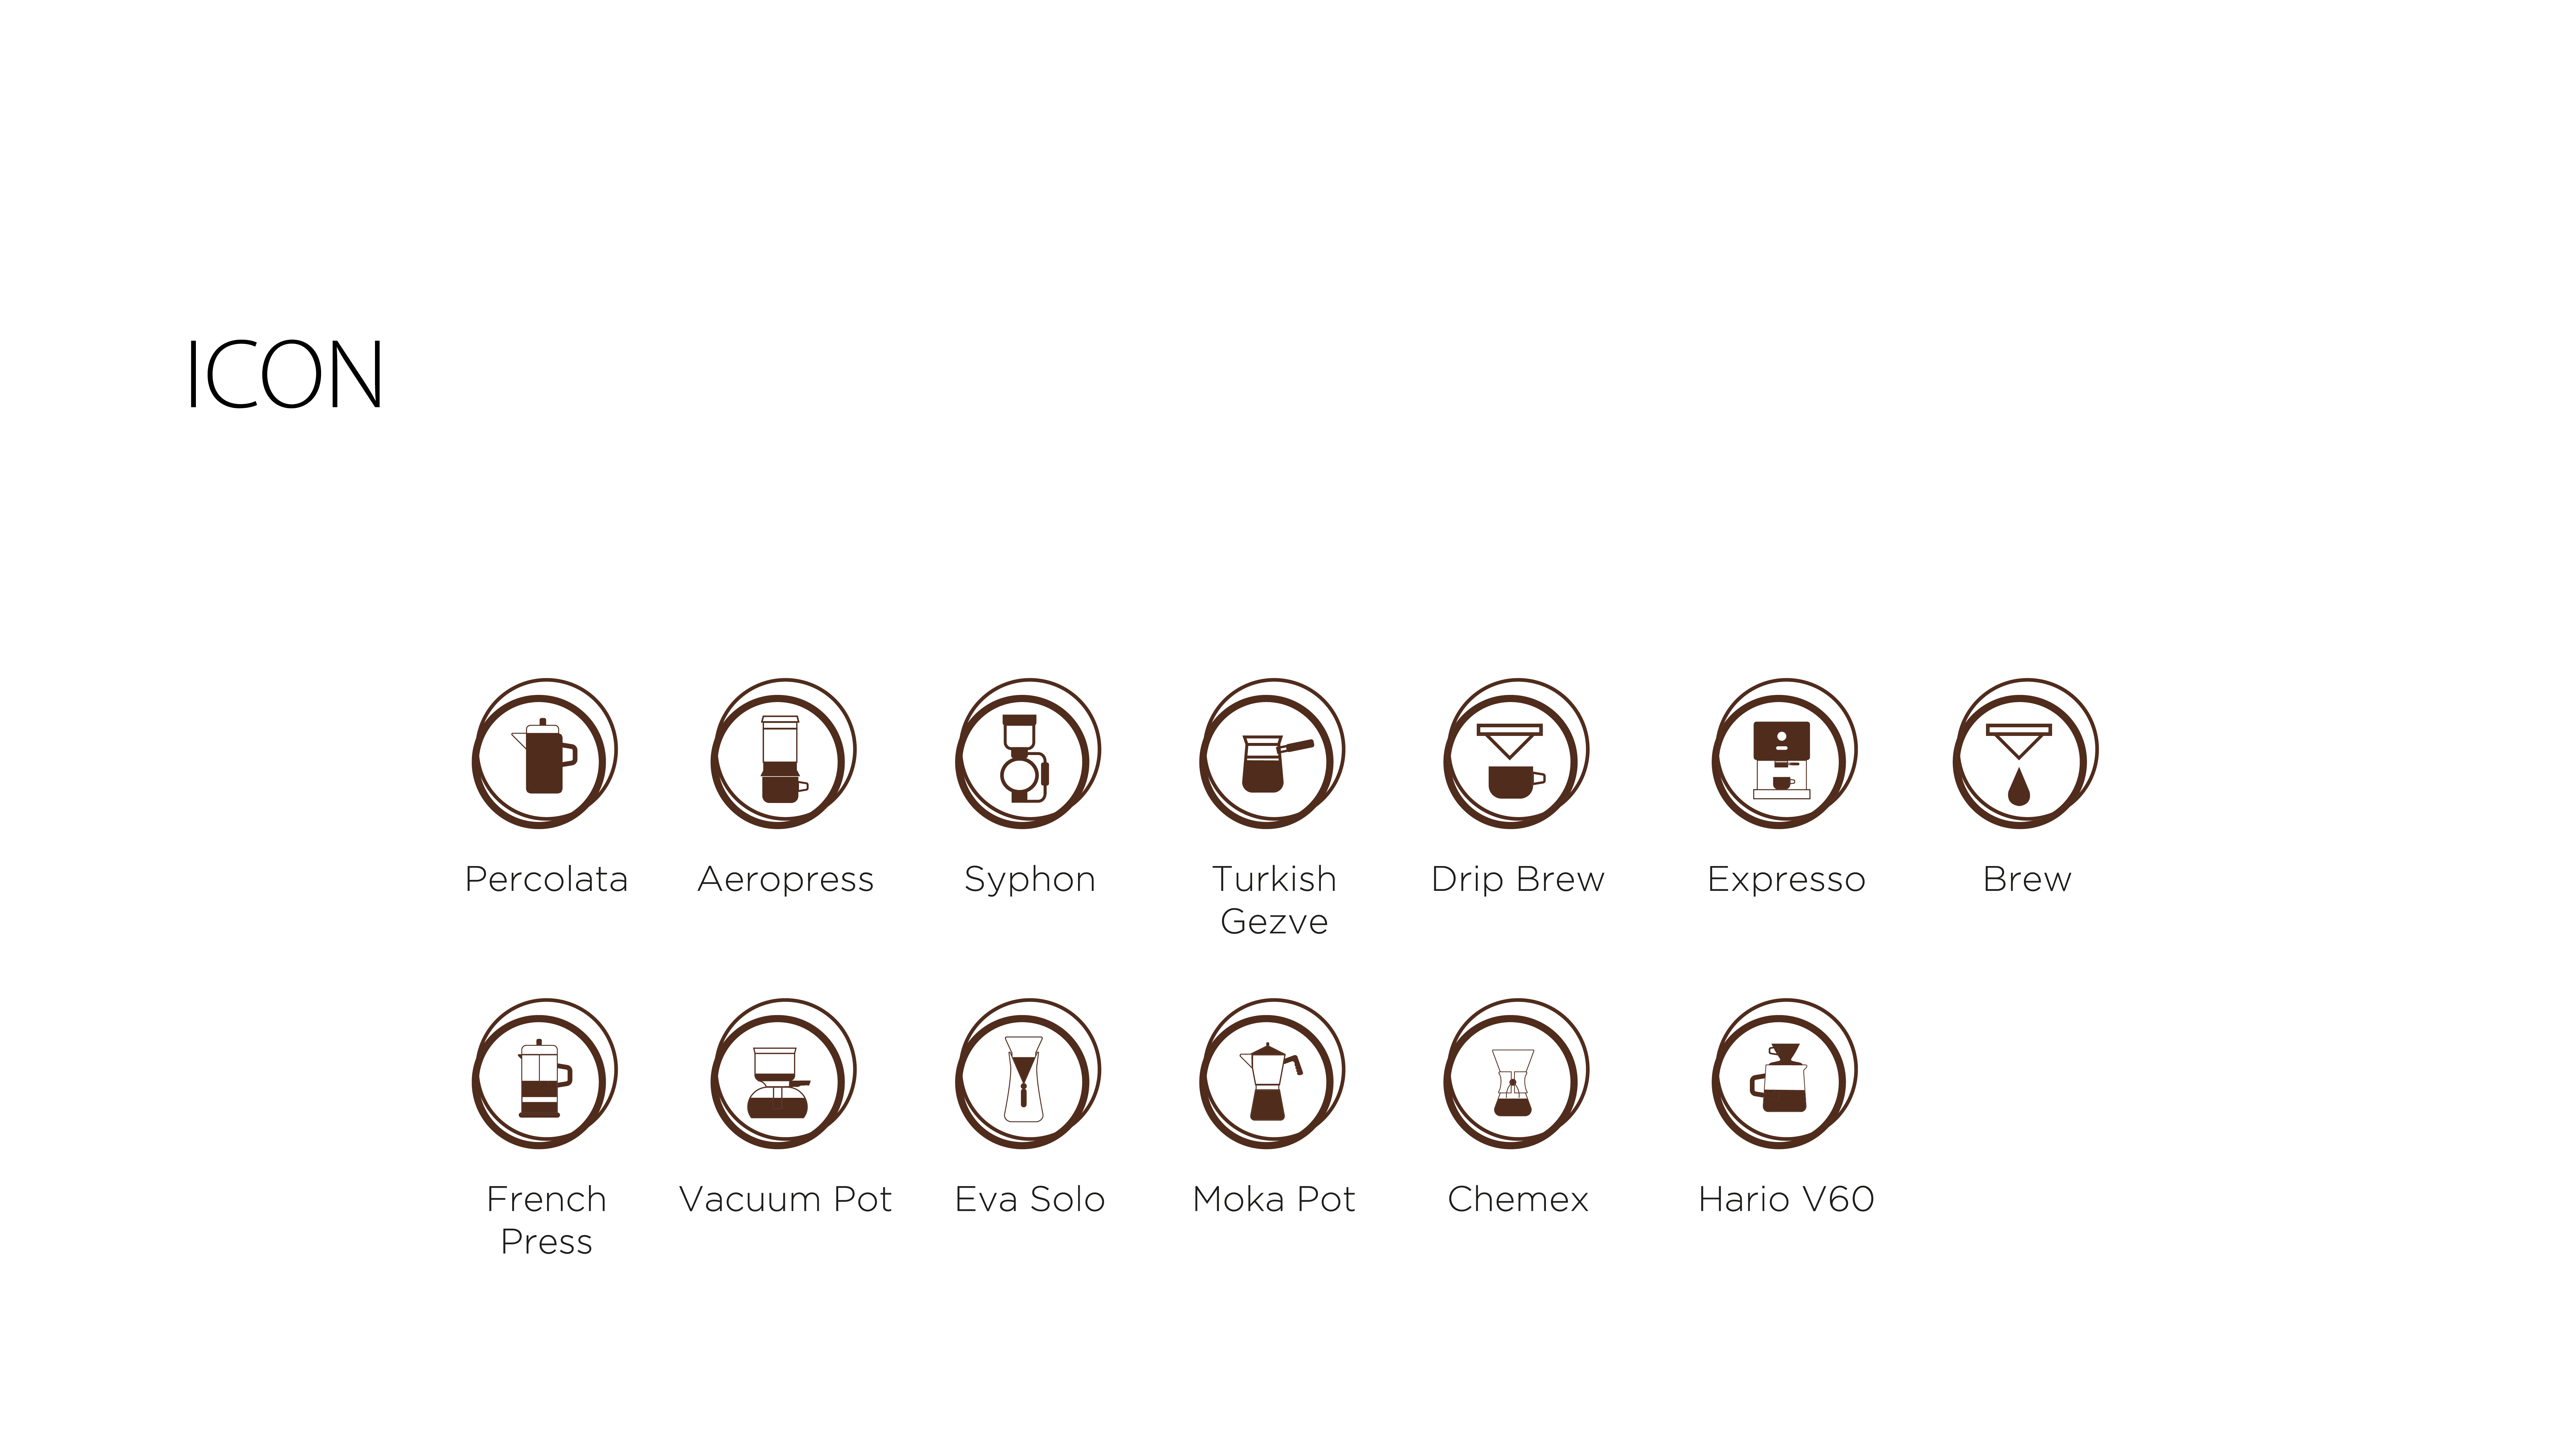 ICON
Percolata
Aeropress
Syphon
Turkish
Gezve
Drip Brew
Expresso
Brew
French
Press
Vacuum Pot
Eva Solo
Moka Pot
Chemex
Hario V60